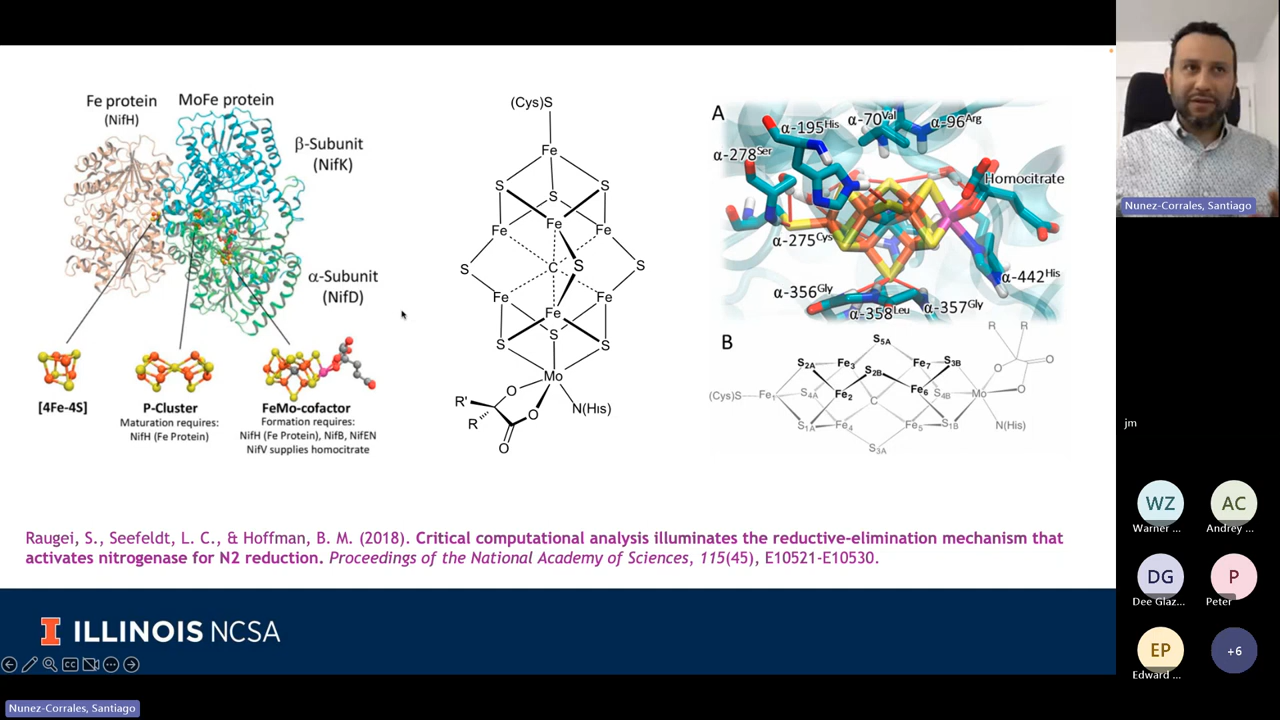 Fe protein
(NifH)
MoFe protein
β-Subunit
(NifK)
α-Subunit
(NifD)
[4Fe-4S]
P-Cluster
Maturation requires:
NifH (Fe Protein)
FeMo-cofactor
Formation requires:
NifH (Fe Protein), NifB, NifEN
NifV supplies homocitrate
(Cys)S
Fe
S
S
S
Fe
Fe
Fe
S
C
S
S
Fe
Fe
Fe
S
S
S
Mo
O
R'
R
O
O
N(His)
A
α-195His
α-70Val
α-96Arg
α-278Ser
Homocitrate
α-275Cys
α-442His
α-356Gly
α-358Leu
α-357Gly
B
S5A
S2A
Fe3
Fe7
S3B
S2B
R
R
O
(Cys)S
Fe1
S4A
Fe2
C
Fe6
S4B
Mo
O
O
S1A
Fe4
Fe5
S1B
N(His)
S3A
Raugei, S., Seefeldt, L. C., & Hoffman, B. M. (2018). Critical computational analysis illuminates the reductive-elimination mechanism that
activates nitrogenase for N2 reduction. Proceedings of the National Academy of Sciences, 115(45), E10521-E10530.
I ILLINOIS NCSA
CC
Nunez-Corrales, Santiago
Nunez-Corrales, Santiago
jm
WZ
Warner ...
AC
Andrey ...
DG
Dee Glaz...
P
Peter
EP
Edward ...
+6